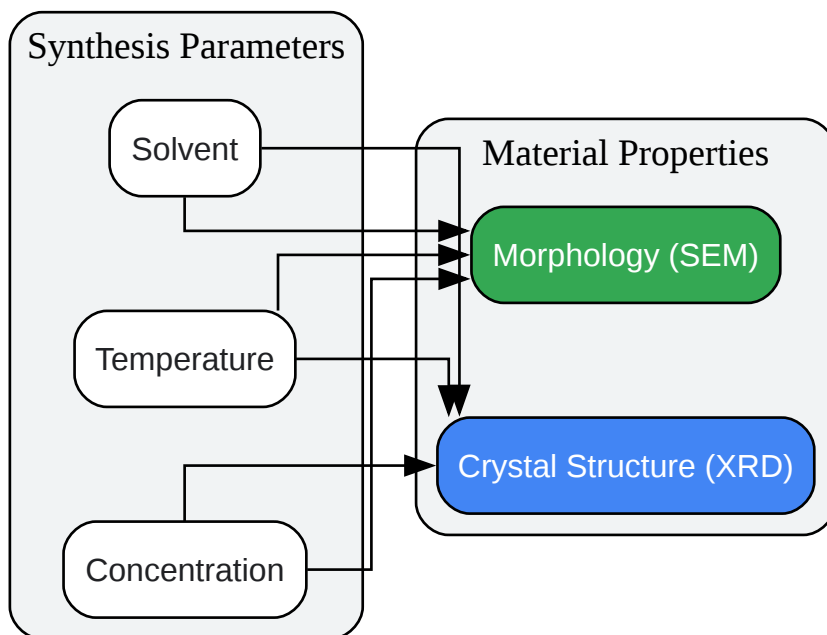 Synthesis Parameters
Solvent
Temperature
Concentration
Material Properties
Morphology (SEM)
Crystal Structure (XRD)